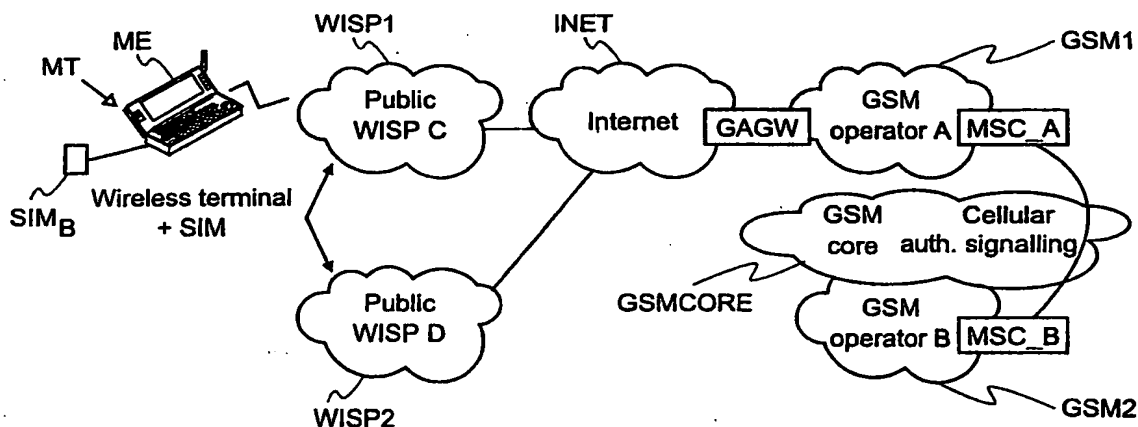 WISP1
INET
GSM1
ME
MT
Public
WISP C
Internet
GAGW
GSM
operator A
MSC_A
SIMB
Wireless terminal
+ SIM
GSM
core
Cellular
auth. signalling
GSMCORE
Public
WISP D
GSM
operator B
MSC_B
WISP2
GSM2